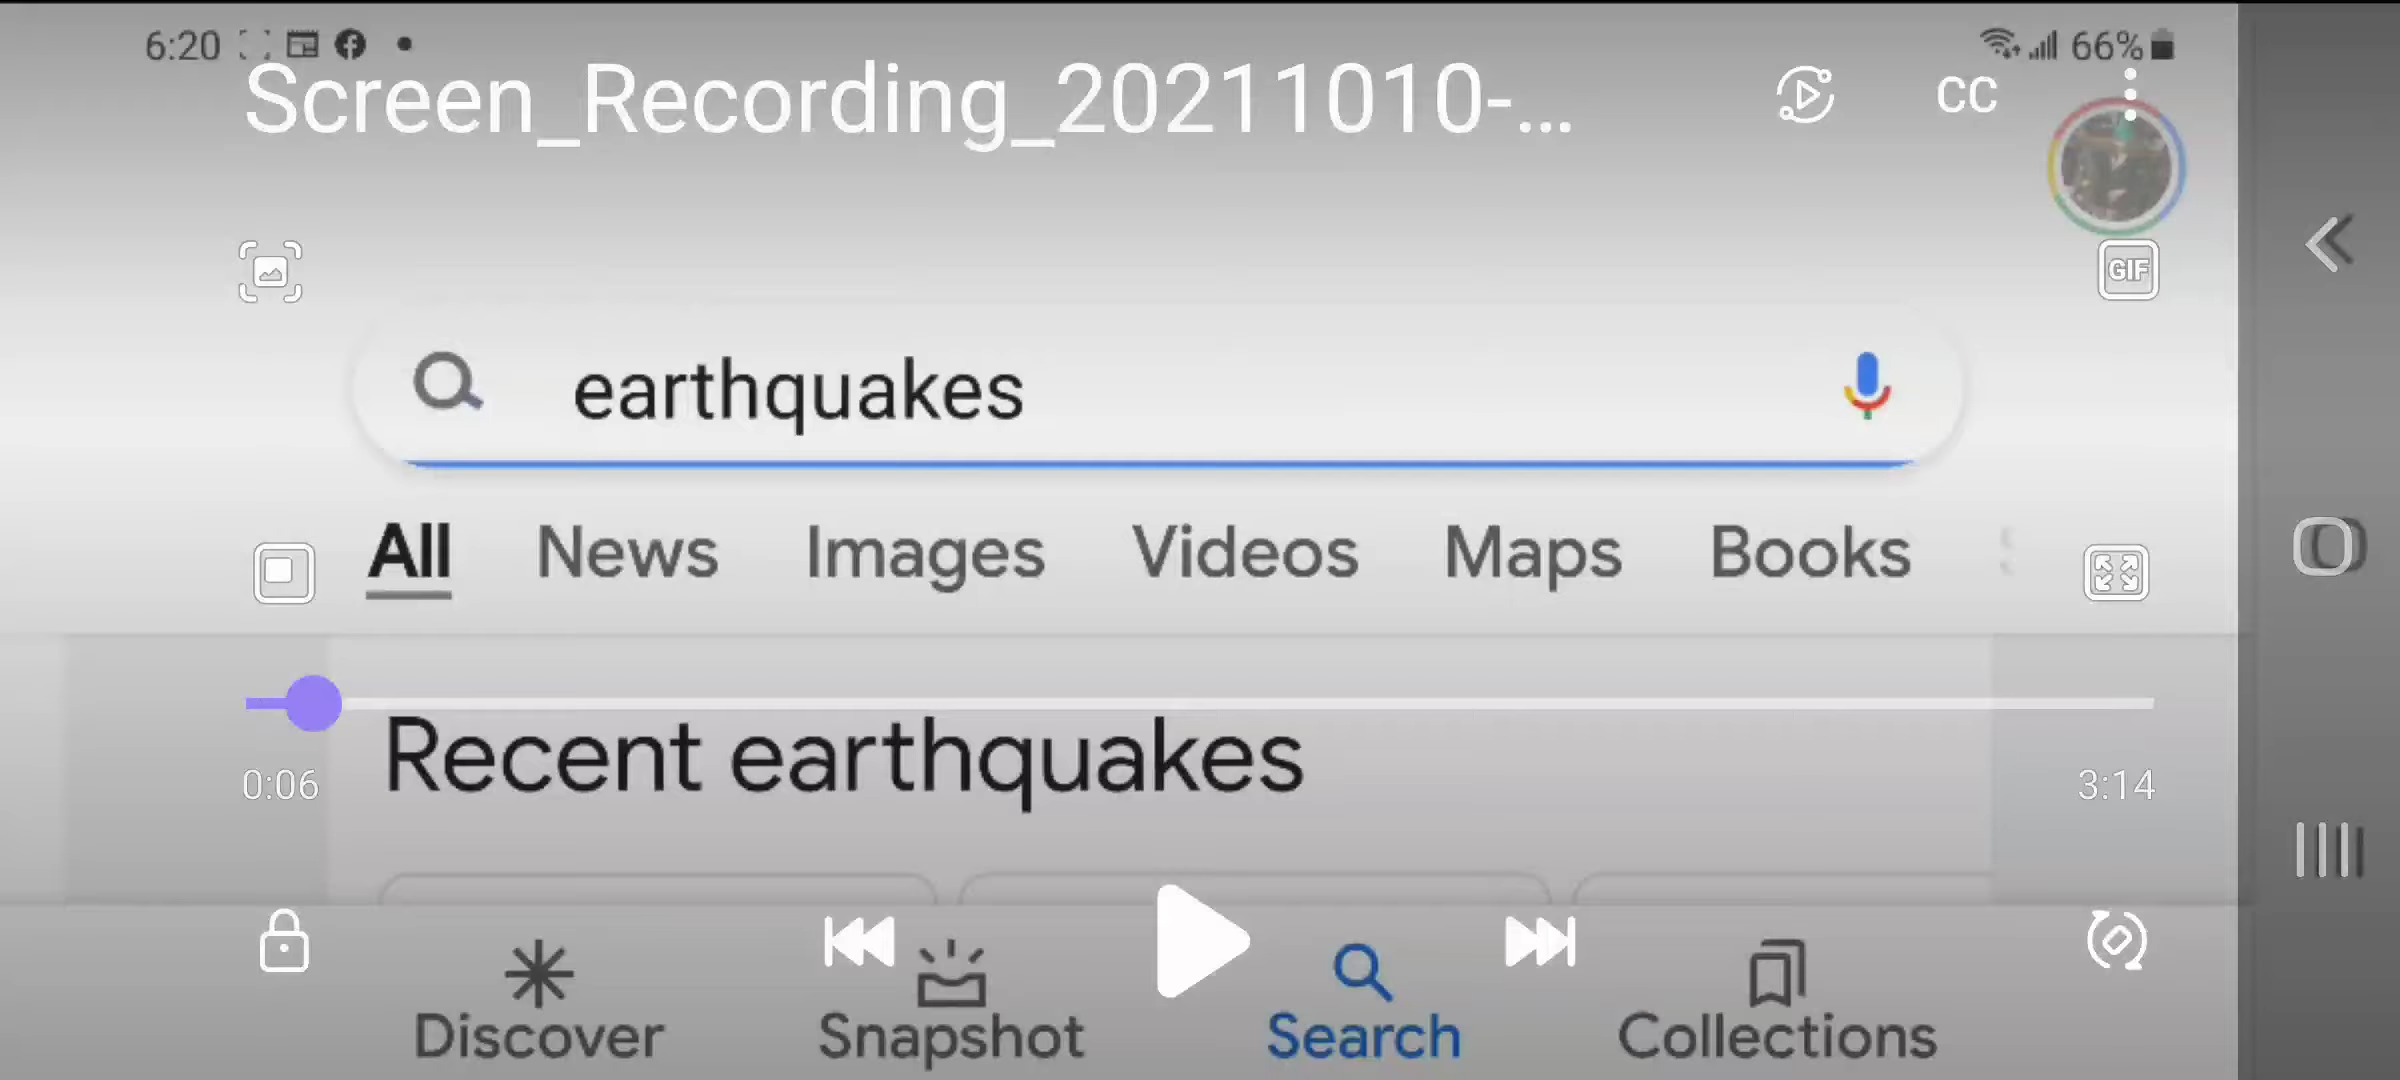 6:20 66%
Screen_Recording_20211010-... CC
GIF
earthquakes
All News Images Videos Maps Books
Recent earthquakes
0:06 3:14
Discover Snapshot Search Collections